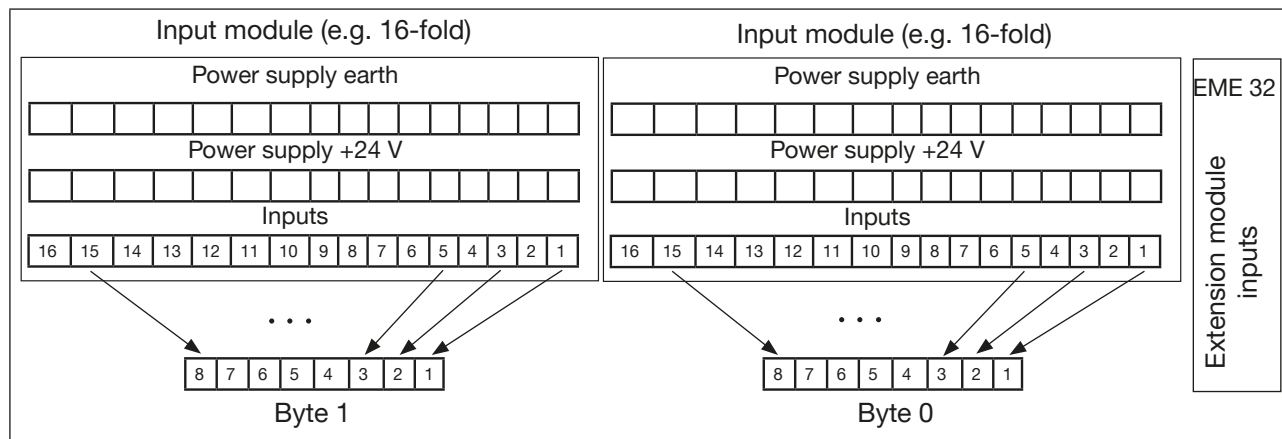 Input module (e.g. 16-fold)
Power supply earth
Power supply +24 V
Inputs
16 15 14 13 12 11 10 9 8 7 6 5 4 3 2 1
. . .
8 7 6 5 4 3 2 1
Byte 1
Input module (e.g. 16-fold)
Power supply earth
Power supply +24 V
Inputs
16 15 14 13 12 11 10 9 8 7 6 5 4 3 2 1
. . .
8 7 6 5 4 3 2 1
Byte 0
EME 32
Extension module
inputs